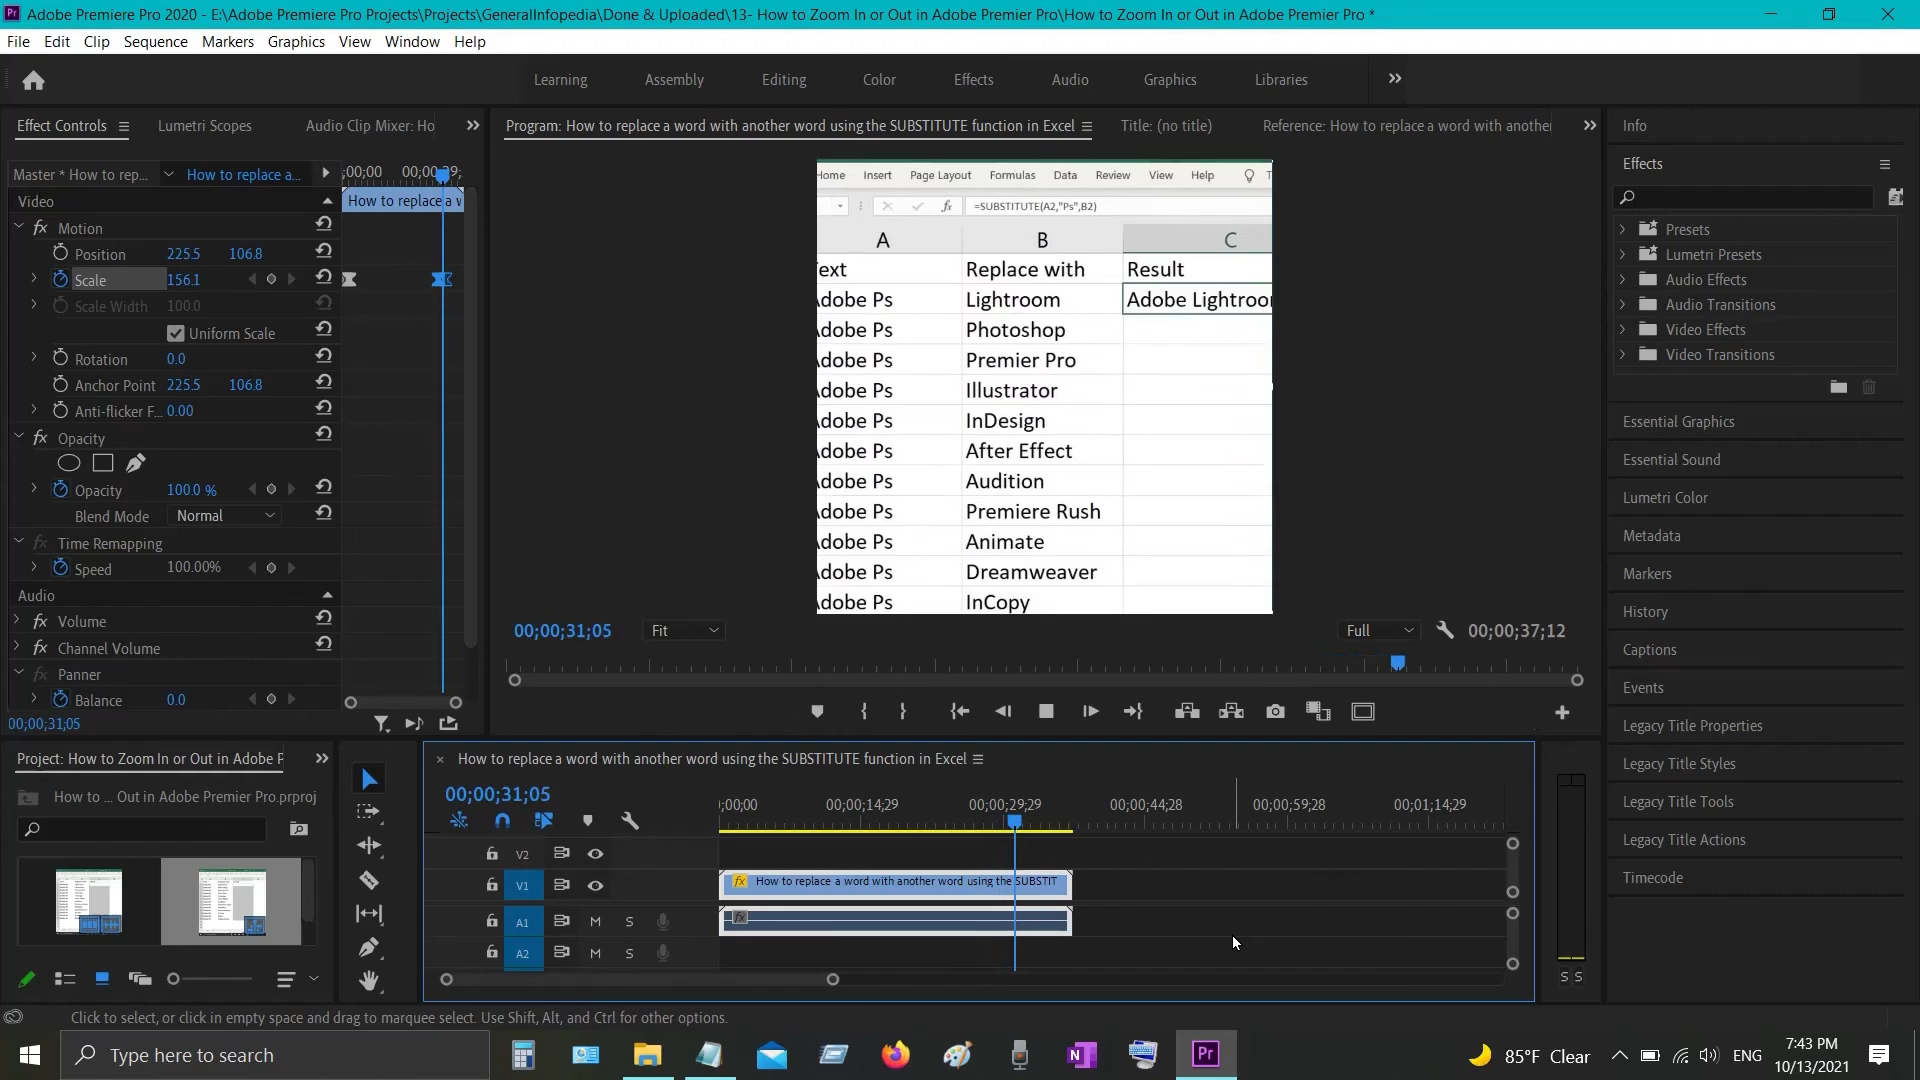 Adobe Premiere Pro 2020 - E:\Adobe Premiere Pro Projects\Projects\GeneralInfopedia\Done & Uploaded\13- How to Zoom In or Out in Adobe Premier Pro\How to Zoom In or Out in Adobe Premier Pro *
File Edit Clip Sequence Markers Graphics View Window Help
Learning Assembly Editing Color Effects Audio Graphics Libraries
Effect Controls Lumetri Scopes Audio Clip Mixer: Ho
Master * How to rep... How to replace a...
;00;00 00;00;29;
Video
How to replace a w
Motion
Position 225.5 106.8
Scale 156.1
Scale Width 100.0
Uniform Scale
Rotation 0.0
Anchor Point 225.5 106.8
Anti-flicker F... 0.00
Opacity
Opacity 100.0 %
Blend Mode Normal
Time Remapping
Speed 100.00%
Audio
Volume
Channel Volume
Panner
Balance 0.0
00;00;31;05
Program: How to replace a word with another word using the SUBSTITUTE function in Excel Title: (no title) Reference: How to replace a word with anothe
Home Insert Page Layout Formulas Data Review View Help T
fx =SUBSTITUTE(A2,"Ps",B2)
A B C
Text Replace with Result
Adobe Ps Lightroom Adobe Lightroom
Adobe Ps Photoshop
Adobe Ps Premier Pro
Adobe Ps Illustrator
Adobe Ps InDesign
Adobe Ps After Effect
Adobe Ps Audition
Adobe Ps Premiere Rush
Adobe Ps Animate
Adobe Ps Dreamweaver
Adobe Ps InCopy
00;00;31;05 Fit Full 00;00;37;12
Info
Effects
Presets
Lumetri Presets
Audio Effects
Audio Transitions
Video Effects
Video Transitions
Essential Graphics
Essential Sound
Lumetri Color
Metadata
Markers
History
Captions
Events
Legacy Title Properties
Legacy Title Styles
Legacy Title Tools
Legacy Title Actions
Timecode
Project: How to Zoom In or Out in Adobe P
How to ... Out in Adobe Premier Pro.prproj
× How to replace a word with another word using the SUBSTITUTE function in Excel
00;00;31;05
;00;00 00;00;14;29 00;00;29;29 00;00;44;28 00;00;59;28 00;01;14;29
V2
V1 fx How to replace a word with another word using the SUBSTIT
A1 M S fx
A2 M S
S S
Click to select, or click in empty space and drag to marquee select. Use Shift, Alt, and Ctrl for other options.
Type here to search
N Pr
85°F Clear ENG
7:43 PM
10/13/2021